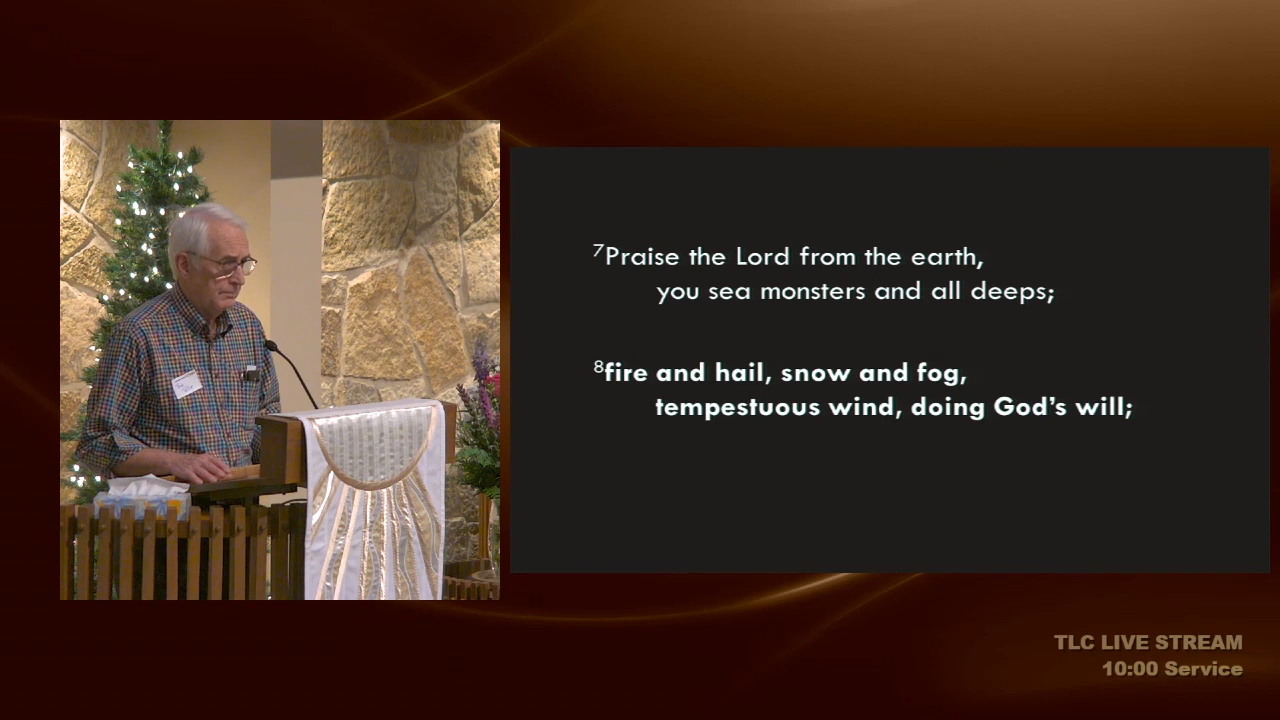 ⁷Praise the Lord from the earth,
you sea monsters and all deeps;
⁸fire and hail, snow and fog,
tempestuous wind, doing God’s will;
TLC LIVE STREAM
10:00 Service